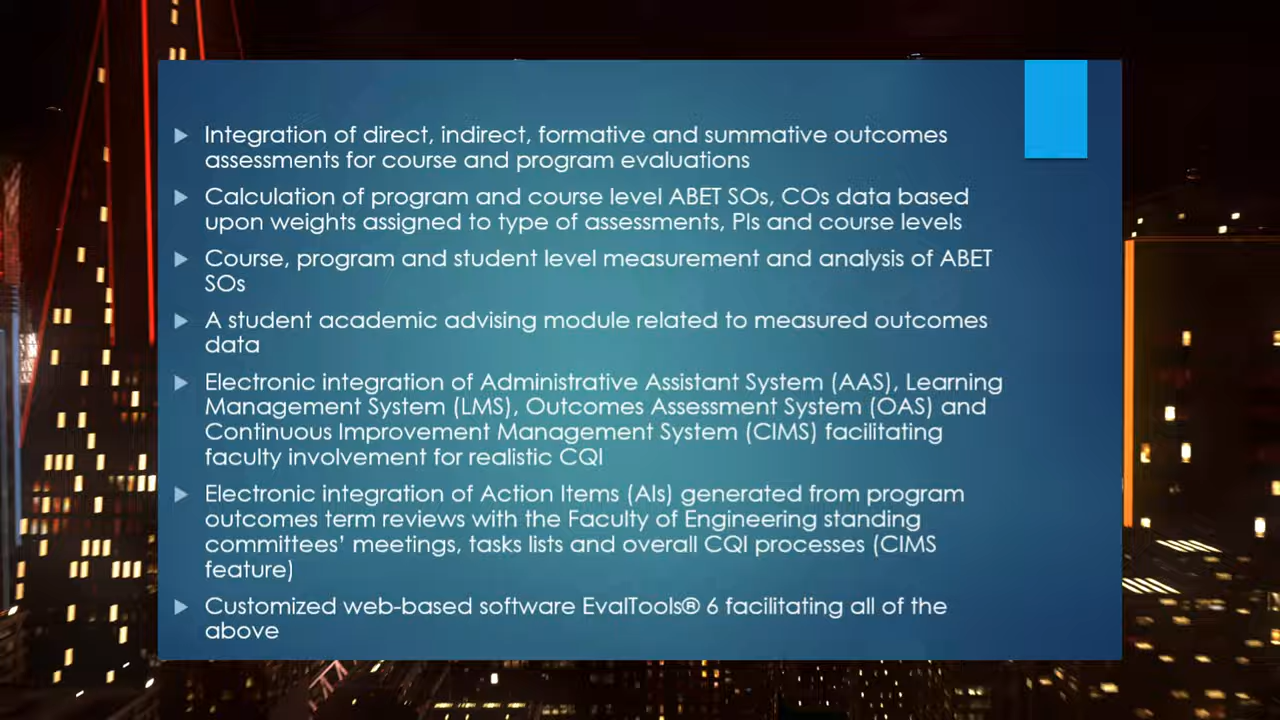 Integration of direct, indirect, formative and summative outcomes
assessments for course and program evaluations
Calculation of program and course level ABET SOs, COs data based
upon weights assigned to type of assessments, PIs and course levels
Course, program and student level measurement and analysis of ABET
SOs
A student academic advising module related to measured outcomes
data
Electronic integration of Administrative Assistant System (AAS), Learning
Management System (LMS), Outcomes Assessment System (OAS) and
Continuous Improvement Management System (CIMS) facilitating
faculty involvement for realistic CQI
Electronic integration of Action Items (AIs) generated from program
outcomes term reviews with the Faculty of Engineering standing
committees’ meetings, tasks lists and overall CQI processes (CIMS
feature)
Customized web-based software EvalTools® 6 facilitating all of the
above